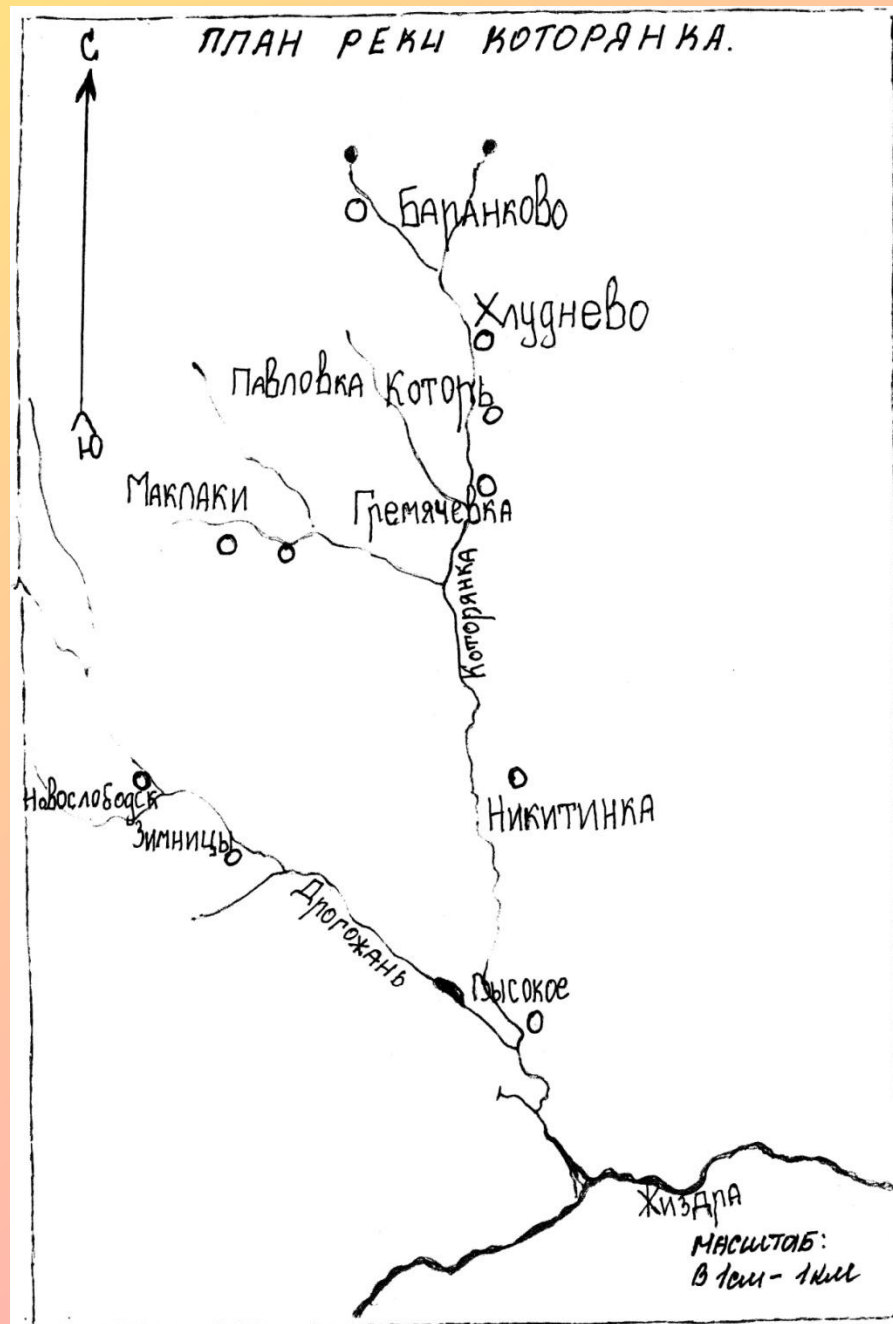 ПЛАН РЕКИ КОТОРЯНКА.
С
Баранково
Хлуднево
Павловка
Которь
Ю
Маклаки
Гремячевка
Которянка
Новослободск
Никитинка
Зимницы
Дрогожань
Высокое
Жиздра
Масштаб:
В 1см - 1км